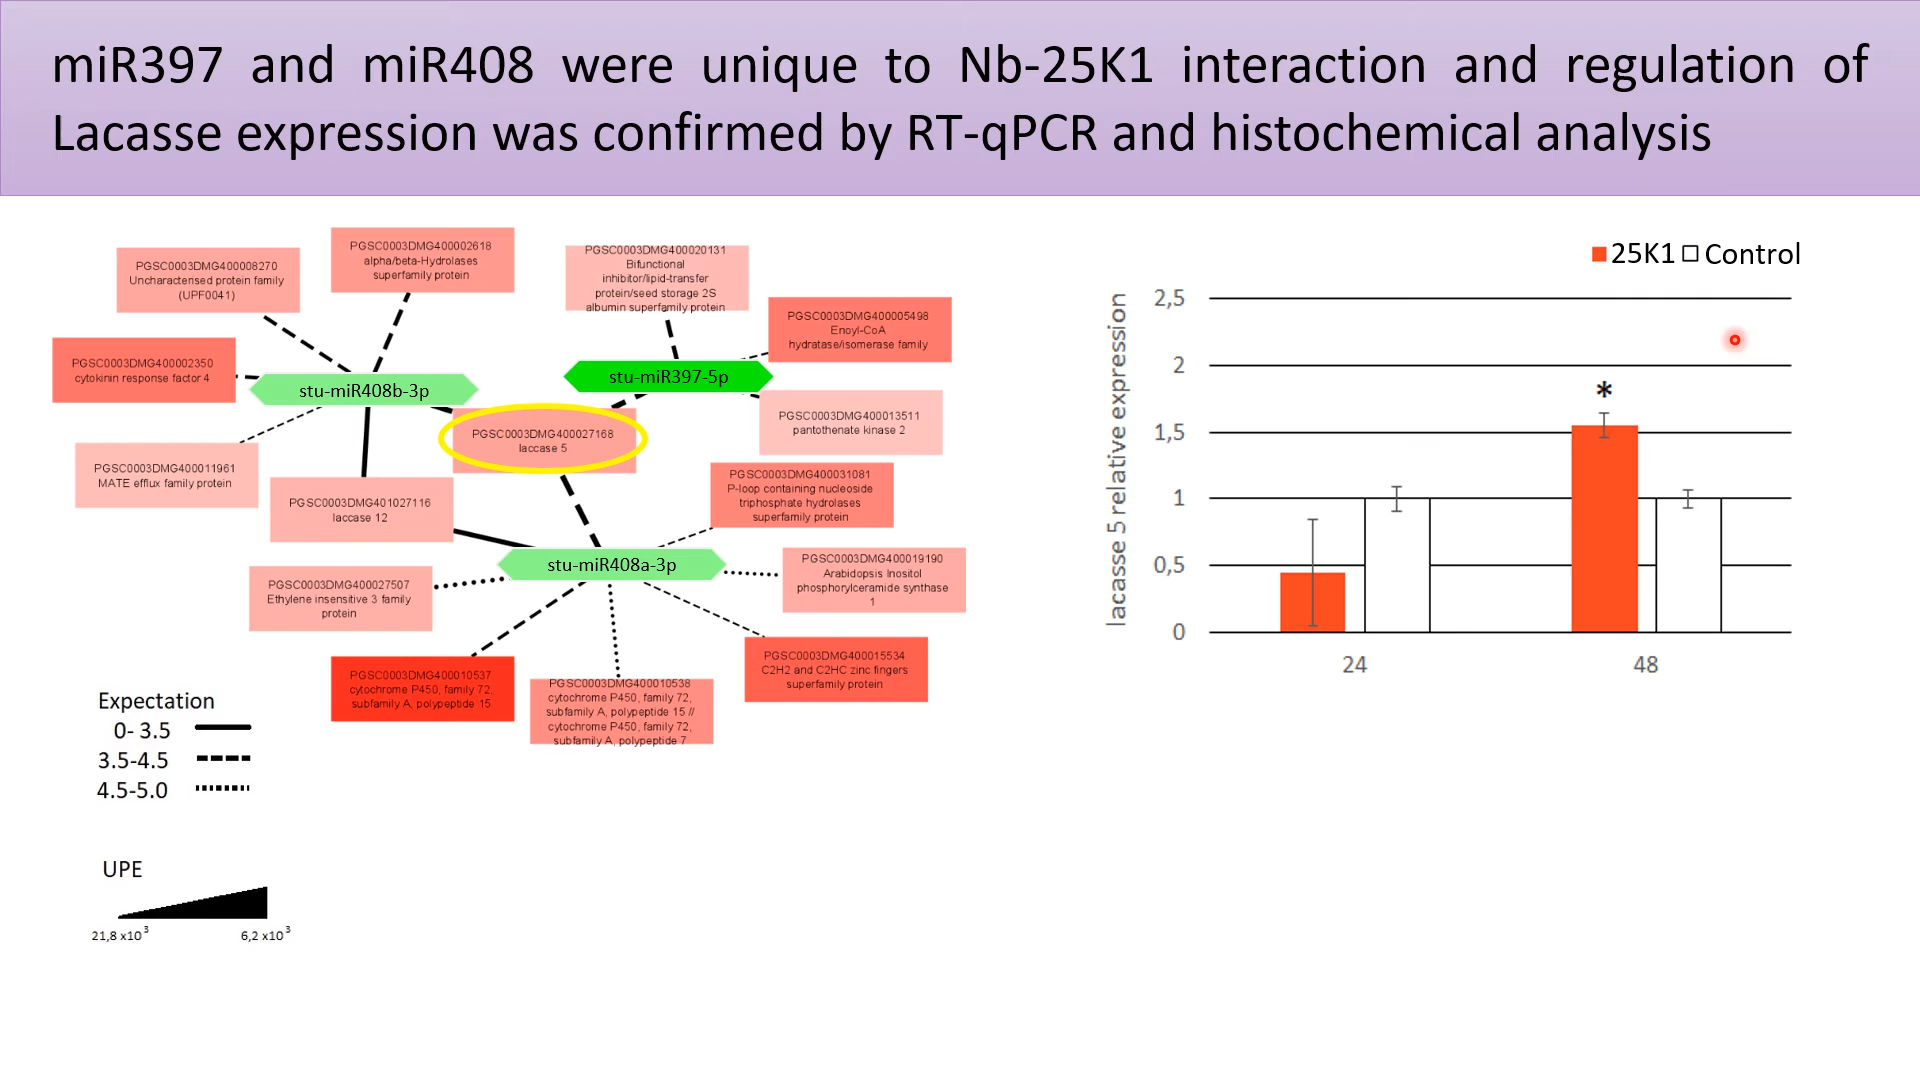 miR397 and miR408 were unique to Nb-25K1 interaction and regulation of
Lacasse expression was confirmed by RT-qPCR and histochemical analysis
PGSC0003DMG400008270
Uncharactensed protein family
(UPF0041)
PGSC0003DMG400002618
alpha/beta-Hydrolases
superfamily protein
PGSC0003DMG400020131
Bifunctional
inhibitor/lipid-transfer
protein/seed storage 2S
albumin superfamily protein
PGSC0003DMG400005498
Enoyl-CoA
hydratase/isomerase family
PGSC0003DMG400002350
cytokinin response factor 4
stu-miR408b-3p
stu-miR397-5p
PGSC0003DMG400013511
pantothenate kinase 2
PGSC0003DMG400027168
laccase 5
PGSC0003DMG400011961
MATE efflux family protein
PGSC0003DMG401027116
laccase 12
PGSC0003DMG400031081
P-loop containing nucleoside
triphosphate hydrolases
superfamily protein
stu-miR408a-3p
PGSC0003DMG400019190
Arabidopsis Inositol
phosphorylceramide synthase
1
PGSC0003DMG400027507
Ethylene insensitive 3 family
protein
PGSC0003DMG400010537
cytochrome P450, family 72,
subfamily A, polypeptide 15
PGSC0003DMG400010538
cytochrome P450, family 72,
subfamily A, polypeptide 15 //
cytochrome P450, family 72,
subfamily A, polypeptide 7
PGSC0003DMG400015534
C2H2 and C2HC zinc fingers
superfamily protein
Expectation
0- 3.5
3.5-4.5
4.5-5.0
UPE
21,8 x10³
6,2 x10³
25K1 Control
lacasse 5 relative expression
2,5
2
1,5
1
0,5
0
*
24
48